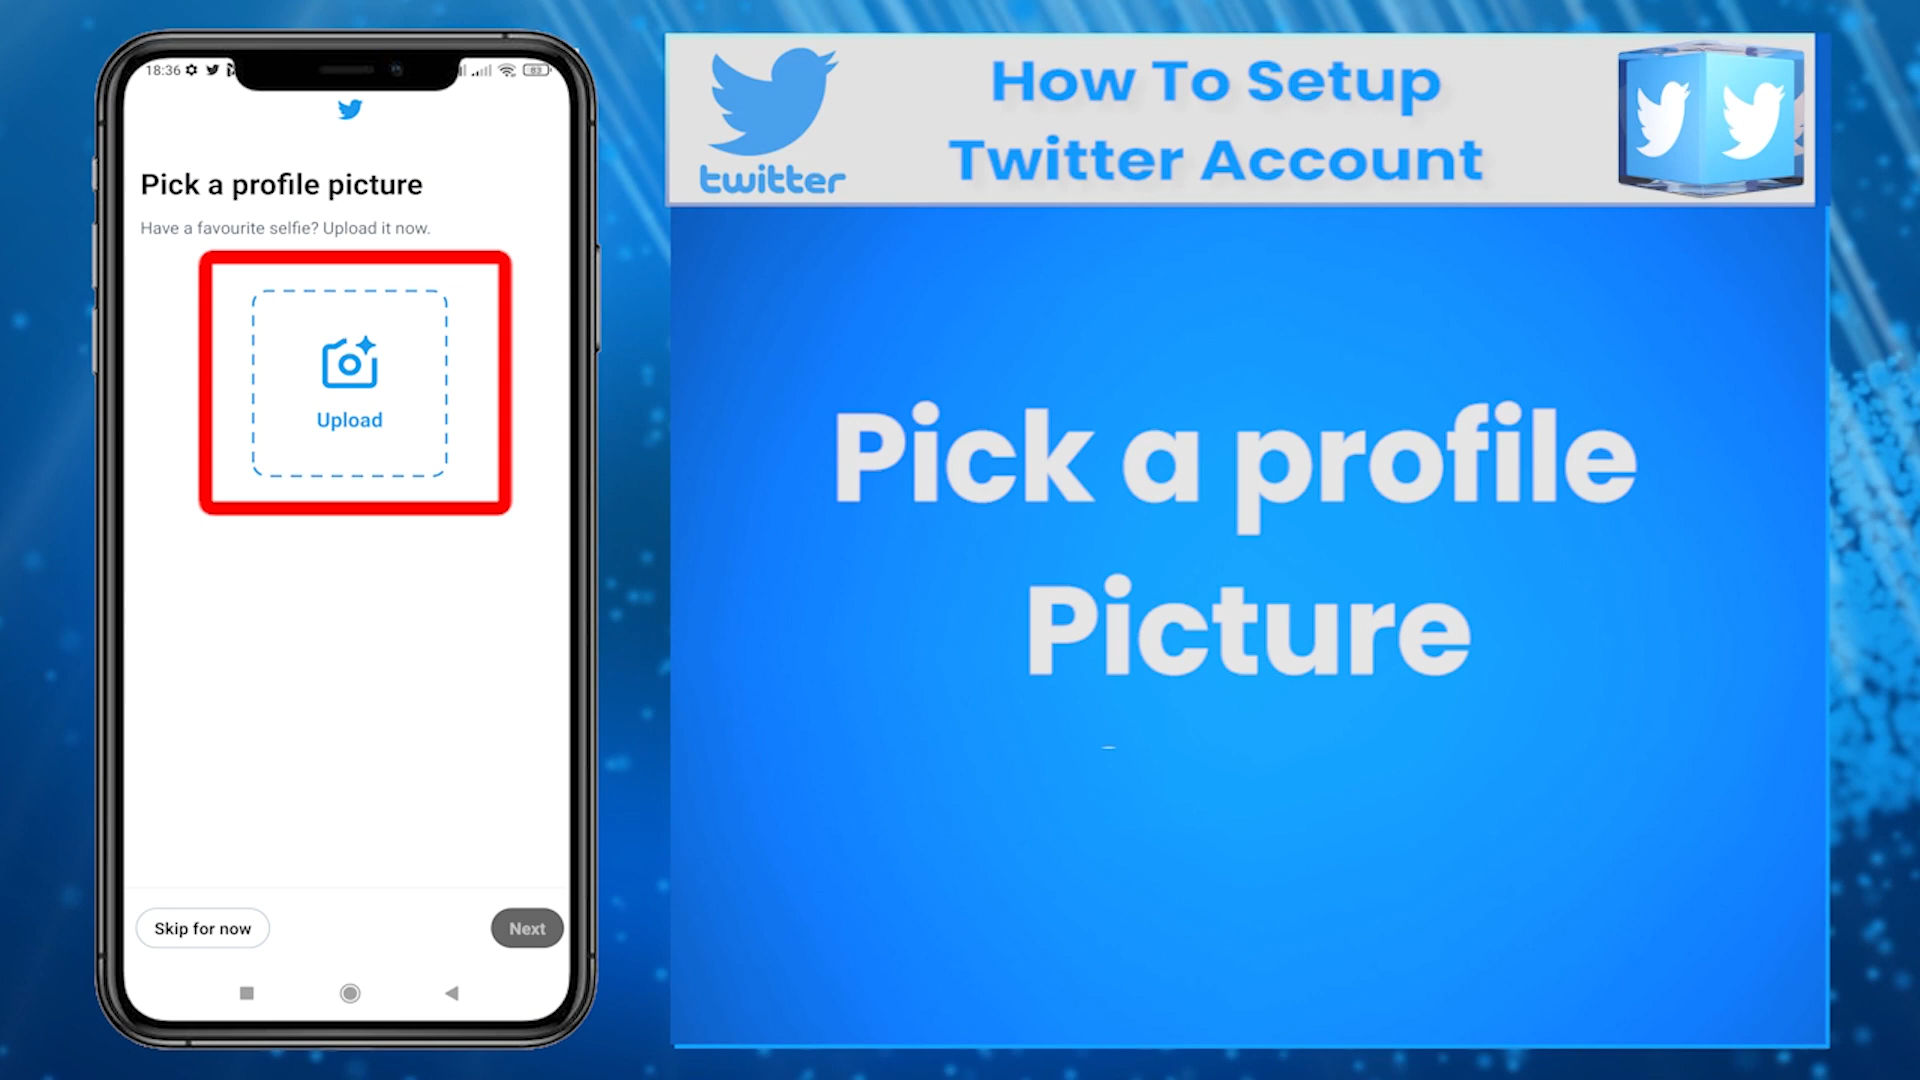 18:36
83
Pick a profile picture
Have a favourite selfie? Upload it now.
Upload
Skip for now
Next
twitter
How To Setup
Twitter Account
Pick a profile
Picture